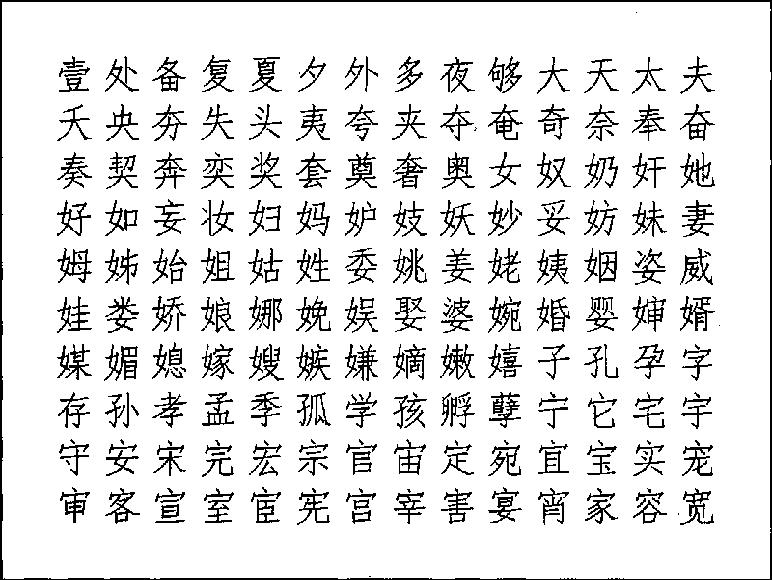 壹处备复夏夕外多夜够大天太夫
夭央夯失头夷夸夹夺奄奇奈奉奋
奏契奔奕奖套奠奢奥女奴奶奸她
好如妄妆妇妈妒妓妖妙妥妨妹妻
姆姊始姐姑姓委姚姜姥姨姻姿威
娃娄娇娘娜娩娱娶婆婉婚婴婶婿
媒媚媳嫁嫂嫉嫌嫡嫩嬉子孔孕字
存孙孝孟季孤学孩孵孽宁它宅宇
守安宋完宏宗官宙定宛宜宝实宠
审客宣室宦宪宫宰害宴宵家容宽